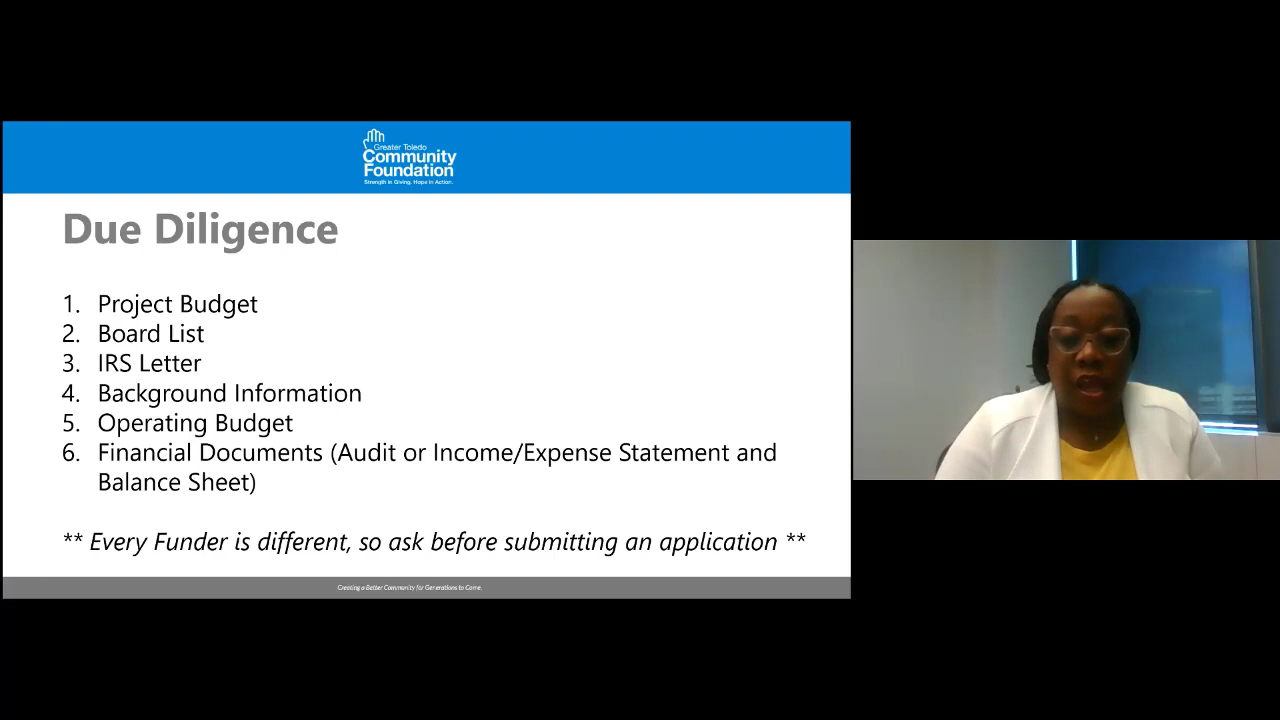 Greater Toledo
Community
Foundation
Strength in Giving. Hope in Action.
Due Diligence
1. Project Budget
2. Board List
3. IRS Letter
4. Background Information
5. Operating Budget
6. Financial Documents (Audit or Income/Expense Statement and
Balance Sheet)
** Every Funder is different, so ask before submitting an application **
Creating a Better Community for Generations to Come.